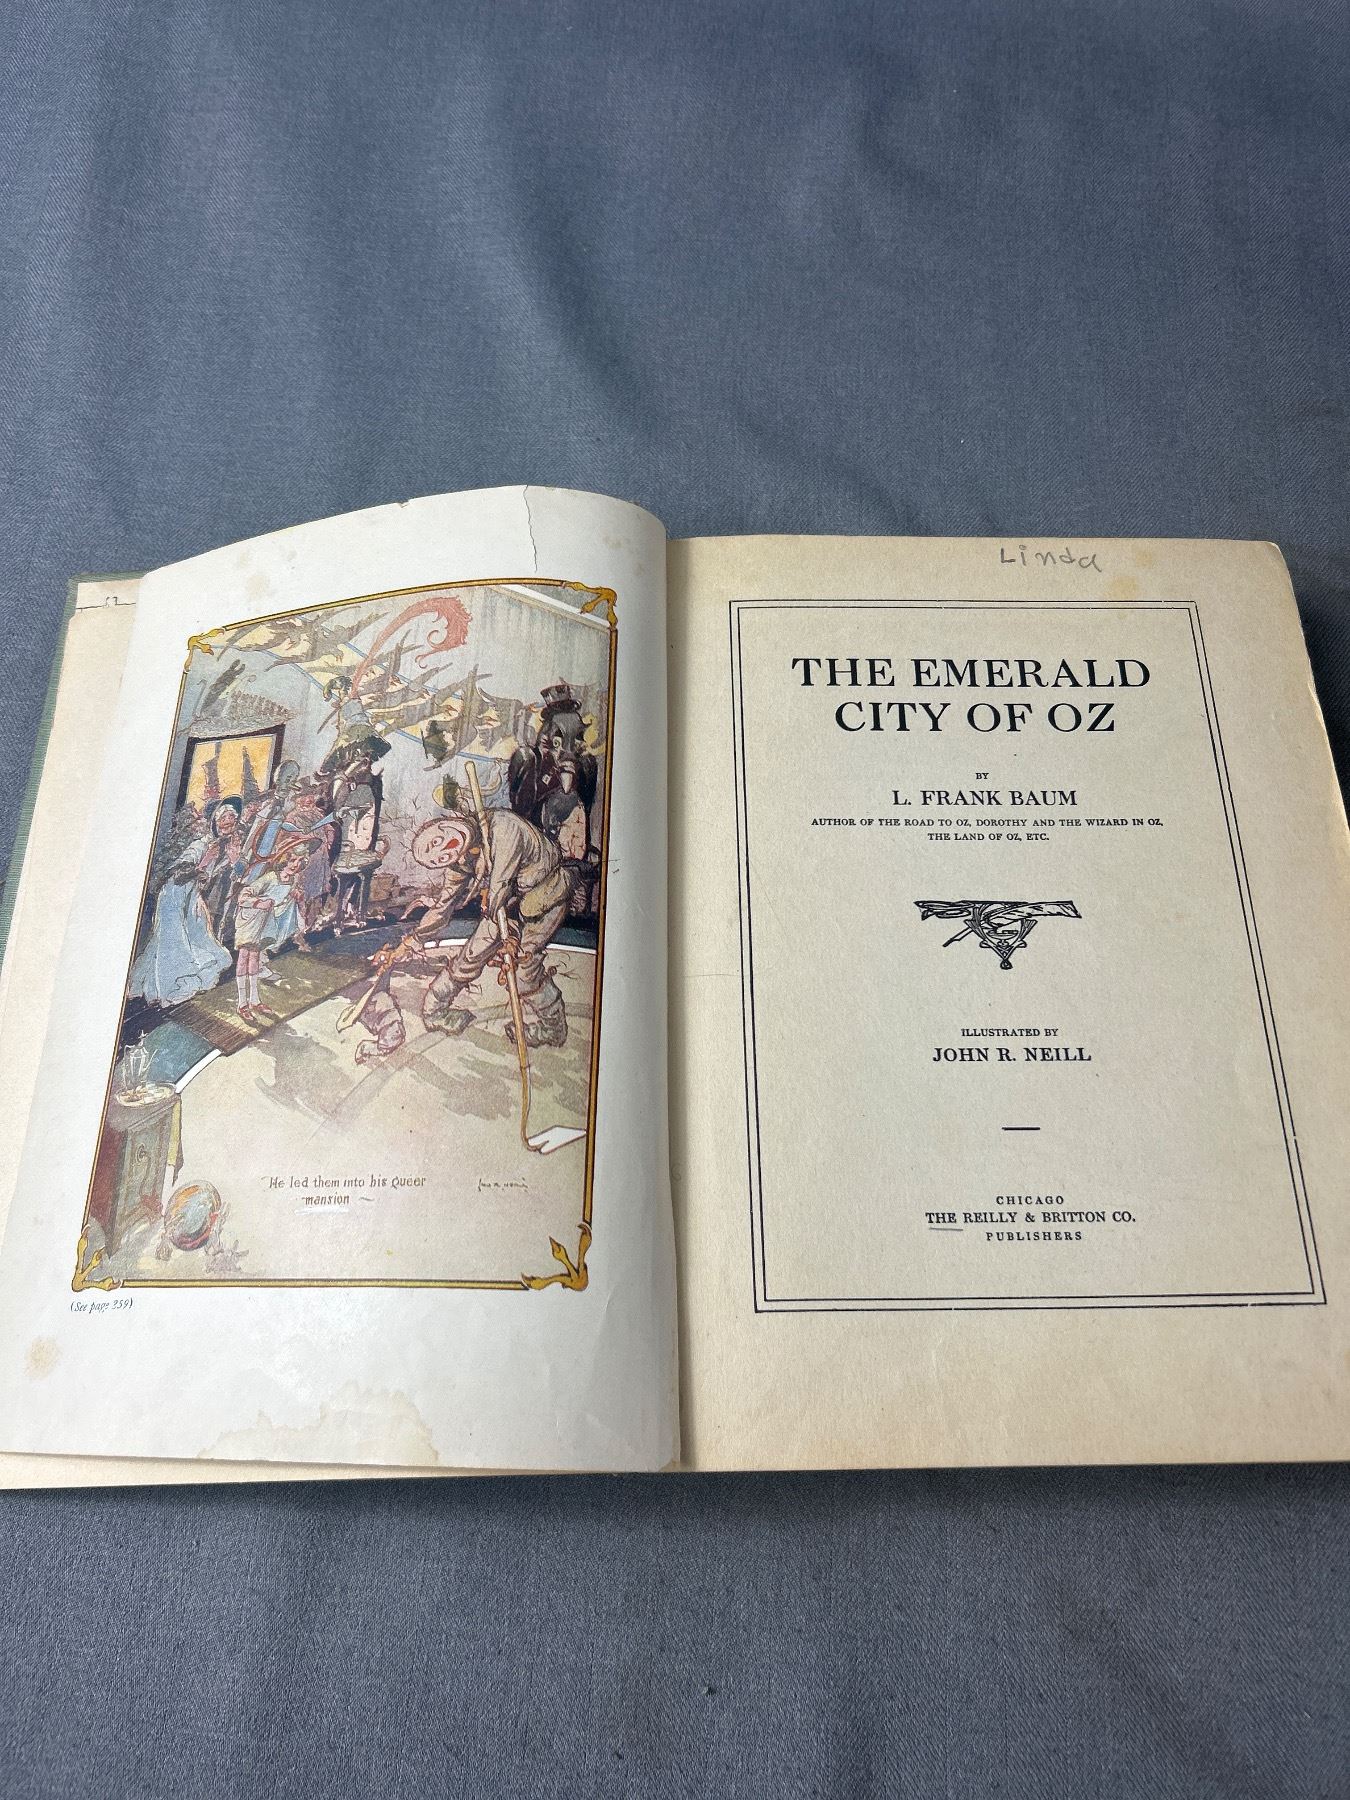 He led them into his queer
mansion
(See page 359)
Linda
THE EMERALD
CITY OF OZ
BY
L. FRANK BAUM
AUTHOR OF THE ROAD TO OZ, DOROTHY AND THE WIZARD IN OZ,
THE LAND OF OZ, ETC.
ILLUSTRATED BY
JOHN R. NEILL
CHICAGO
THE REILLY & BRITTON CO.
PUBLISHERS